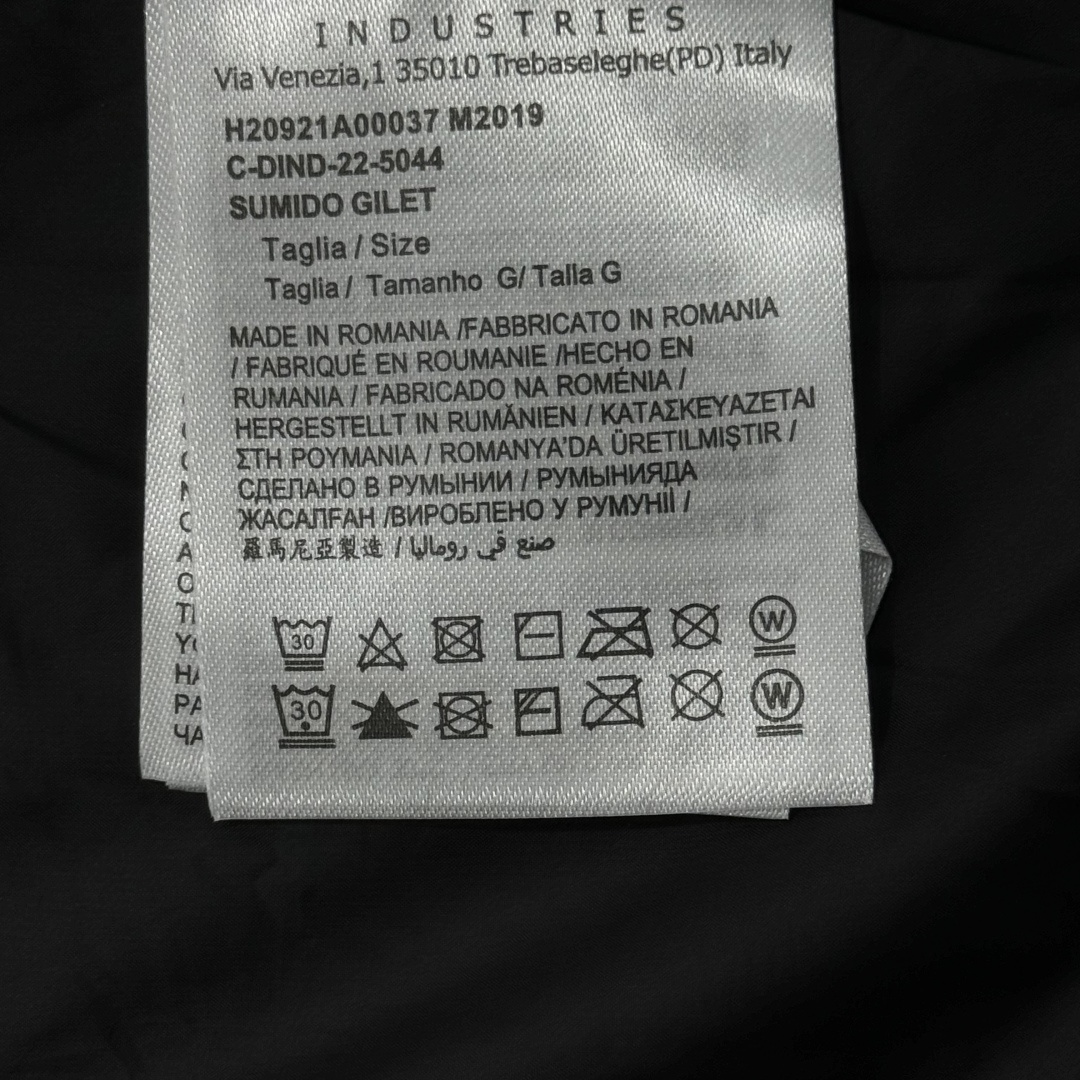 INDUSTRIES
Via Venezia,1 35010 Trebaseleghe(PD) Italy
H20921A00037 M2019
C-DIND-22-5044
SUMIDO GILET
Taglia / Size
Taglia / Tamanho G/ Talla G
MADE IN ROMANIA /FABBRICATO IN ROMANIA
/ FABRIQUÉ EN ROUMANIE /HECHO EN
RUMANIA / FABRICADO NA ROMÉNIA /
HERGESTELLT IN RUMĂNIEN / ΚΑΤΑΣΚΕΥΑΖΕΤΑΙ
ΣΤΗ ΡΟΥΜΑΝΙΑ / ROMANYA'DA ÜRETILMIŞTIR /
СДЕЛАНО В РУМЫНИИ / РУМЫНИЯДА
ЖАСАЛҒАН /ВИРОБЛЕНО У РУМУНІЇ /
羅馬尼亞製造 / صنع في رومانيا
30
W
30
W